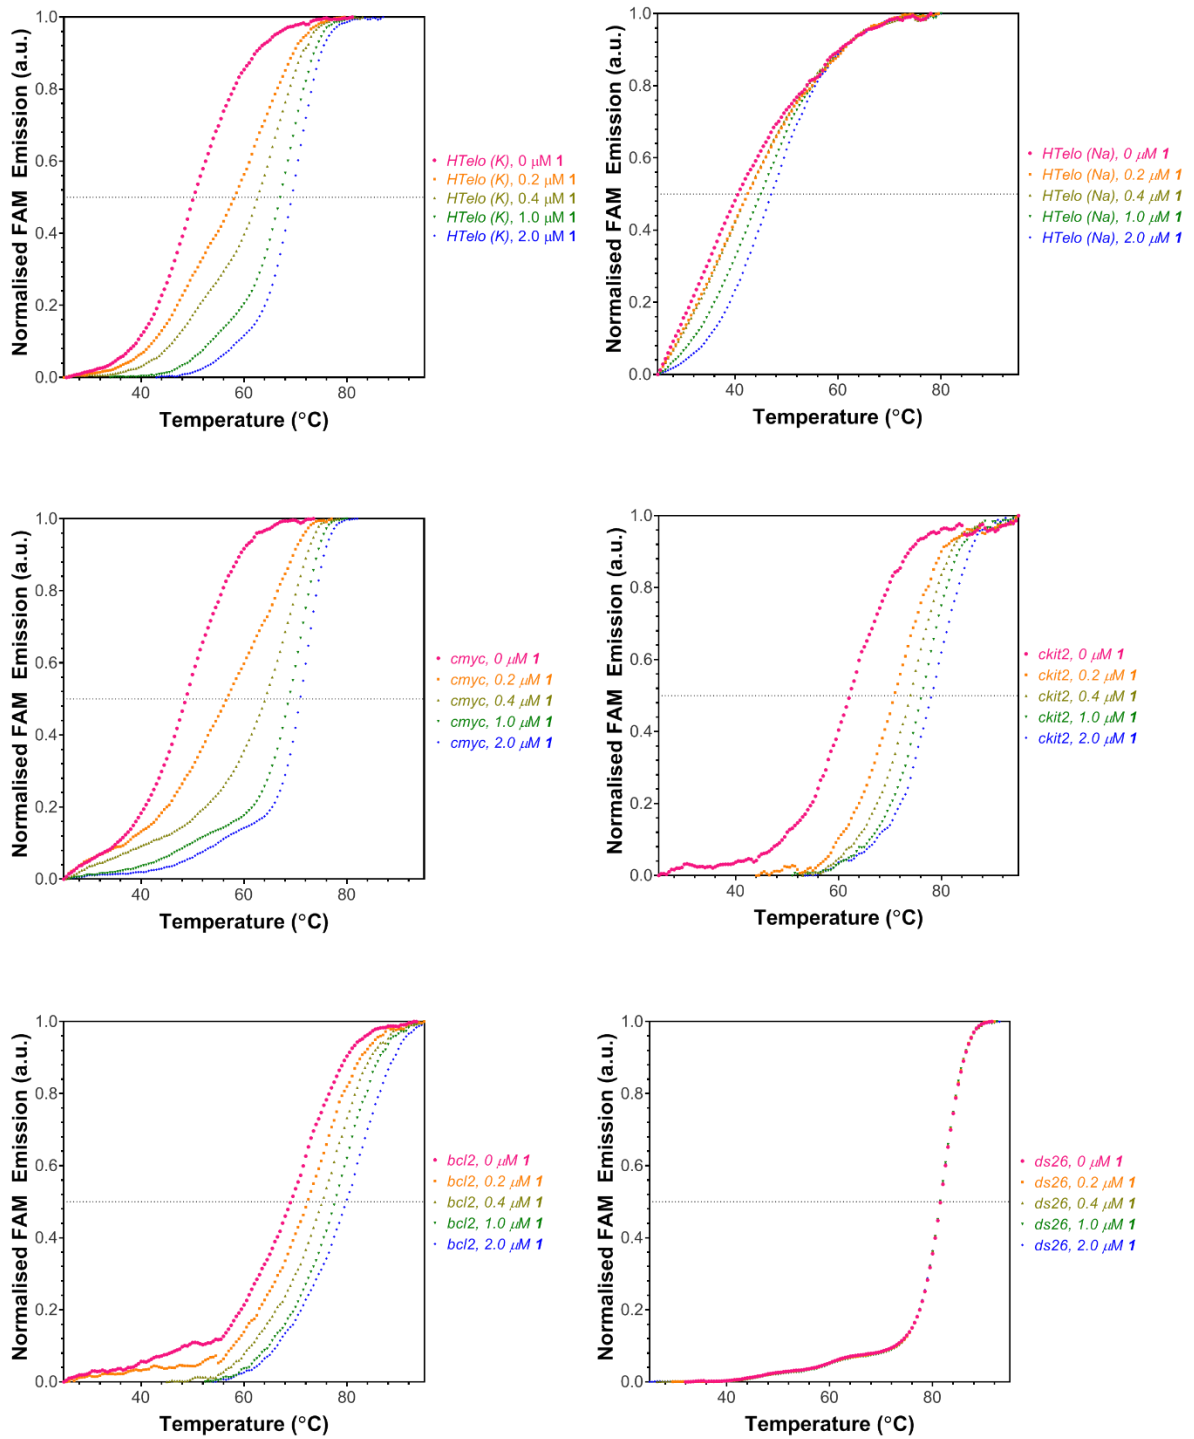 Normalised FAM Emission (a.u.)
1.0
0.8
0.6
0.4
0.2
0.0
40
60
80
Temperature (°C)
HTelo (K), 0 μM 1
HTelo (K), 0.2 μM 1
HTelo (K), 0.4 μM 1
HTelo (K), 1.0 μM 1
HTelo (K), 2.0 μM 1
Normalised FAM Emission (a.u.)
1.0
0.8
0.6
0.4
0.2
0.0
40
60
80
Temperature (°C)
HTelo (Na), 0 μM 1
HTelo (Na), 0.2 μM 1
HTelo (Na), 0.4 μM 1
HTelo (Na), 1.0 μM 1
HTelo (Na), 2.0 μM 1
Normalised FAM Emission (a.u.)
1.0
0.8
0.6
0.4
0.2
0.0
40
60
80
Temperature (°C)
cmyc, 0 μM 1
cmyc, 0.2 μM 1
cmyc, 0.4 μM 1
cmyc, 1.0 μM 1
cmyc, 2.0 μM 1
Normalised FAM Emission (a.u.)
1.0
0.8
0.6
0.4
0.2
0.0
40
60
80
Temperature (°C)
ckit2, 0 μM 1
ckit2, 0.2 μM 1
ckit2, 0.4 μM 1
ckit2, 1.0 μM 1
ckit2, 2.0 μM 1
Normalised FAM Emission (a.u.)
1.0
0.8
0.6
0.4
0.2
0.0
40
60
80
Temperature (°C)
bcl2, 0 μM 1
bcl2, 0.2 μM 1
bcl2, 0.4 μM 1
bcl2, 1.0 μM 1
bcl2, 2.0 μM 1
Normalised FAM Emission (a.u.)
1.0
0.8
0.6
0.4
0.2
0.0
40
60
80
Temperature (°C)
ds26, 0 μM 1
ds26, 0.2 μM 1
ds26, 0.4 μM 1
ds26, 1.0 μM 1
ds26, 2.0 μM 1